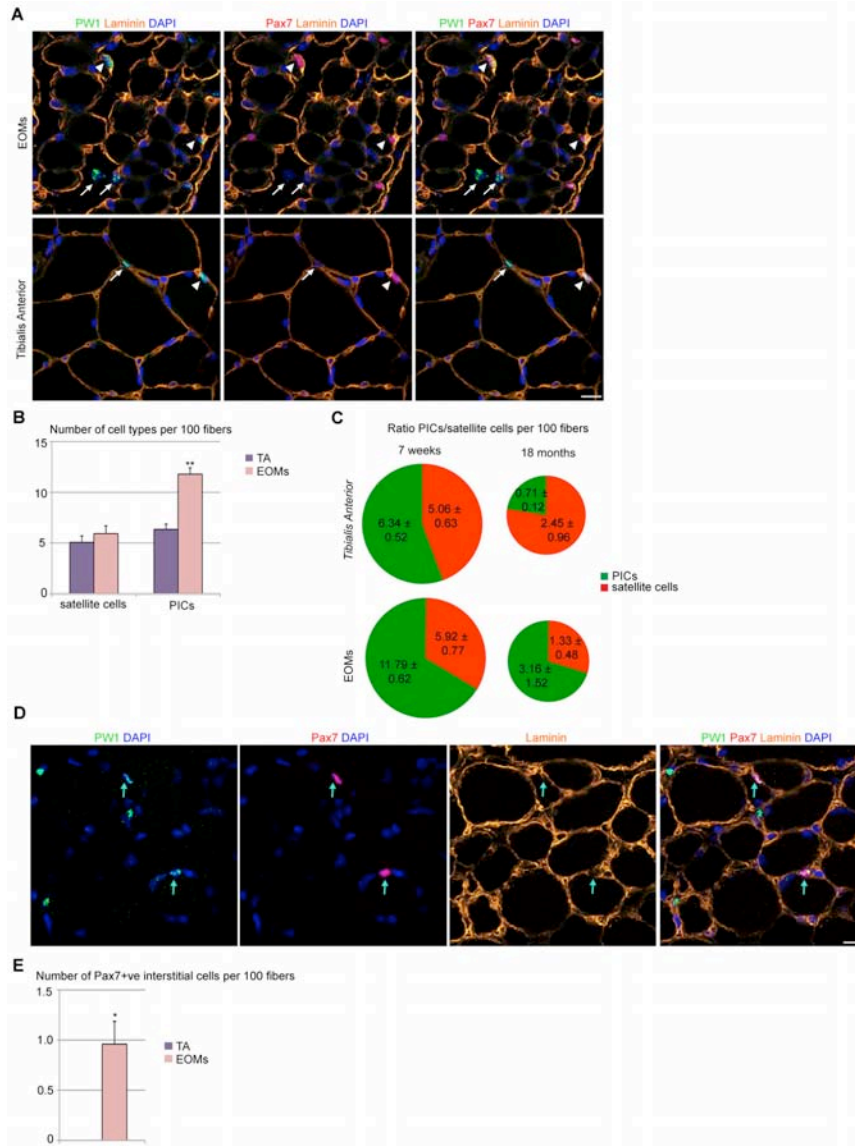 A
PW1 Laminin DAPI
Pax7 Laminin DAPI
PW1 Pax7 Laminin DAPI
EOMs
Tibialis Anterior
B
Number of cell types per 100 fibers
15
10
5
0
**
satellite cells
PICs
TA
EOMs
C
Ratio PICs/satellite cells per 100 fibers
7 weeks
18 months
Tibialis Anterior
5.06 ±
0.63
6.34 ±
0.52
0.71 ±
0.12
2.45 ±
0.96
PICs
satellite cells
EOMs
5.92 ±
0.77
11.79 ±
0.62
1.33 ±
0.48
3.16 ±
1.52
D
PW1 DAPI
Pax7 DAPI
Laminin
PW1 Pax7 Laminin DAPI
E
Number of Pax7+ve interstitial cells per 100 fibers
1.5
1.0
0.5
0
*
TA
EOMs